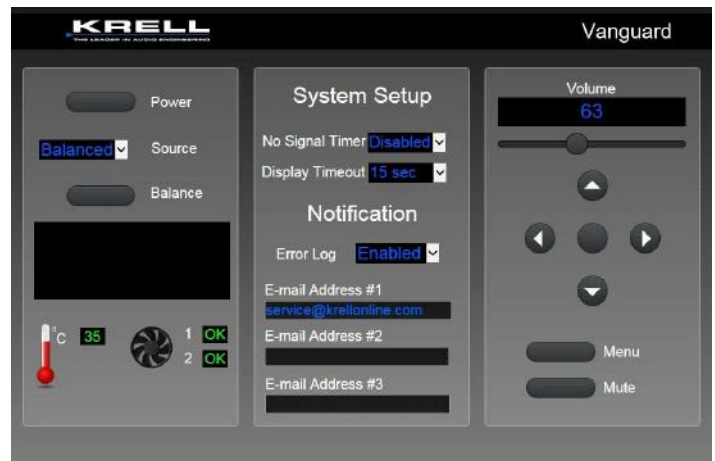 KRELL
THE LEADER IN AUDIO ENGINEERING
Vanguard
Power
Balanced Source
Balance
°C 35
1 OK
2 OK
System Setup
No Signal Timer Disabled
Display Timeout 15 sec
Notification
Error Log Enabled
E-mail Address #1
service@krellonline.com
E-mail Address #2
E-mail Address #3
Volume
63
Menu
Mute